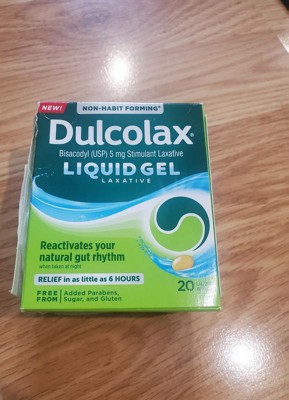 NEW!
NON-HABIT FORMING*
Dulcolax®
Bisacodyl (USP) 5 mg Stimulant Laxative
LIQUID GEL
LAXATIVE
Reactivates your
natural gut rhythm
when taken at night
RELIEF in as little as 6 HOURS
FREE FROM Added Parabens,
Sugar, and Gluten
20